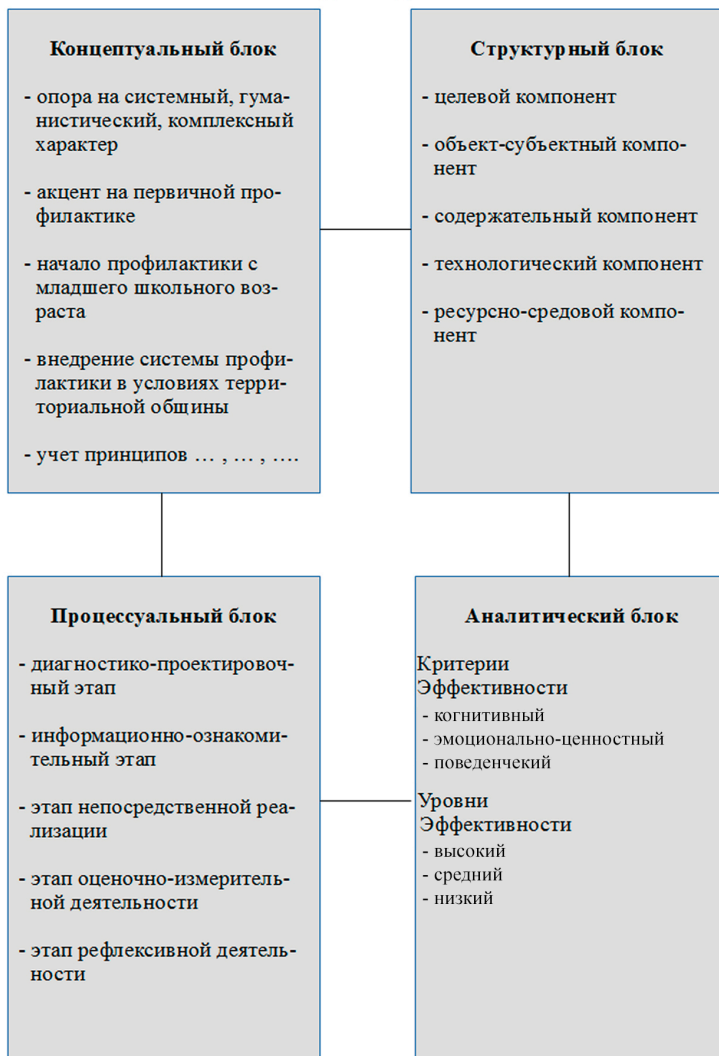 Концептуальный блок
- опора на системный, гума-
нистический, комплексный
характер
- акцент на первичной про-
филактике
- начало профилактики с
младшего школьного воз-
раста
- внедрение системы профи-
лактики в условиях терри-
ториальной общины
- учет принципов … , … , ….
Структурный блок
- целевой компонент
- объект-субъектный компо-
нент
- содержательный компонент
- технологический компонент
- ресурсно-средовой компо-
нент
Процессуальный блок
- диагностико-проектировоч-
ный этап
- информационно-ознакоми-
тельный этап
- этап непосредственной реа-
лизации
- этап оценочно-измеритель-
ной деятельности
- этап рефлексивной деятель-
ности
Аналитический блок
Критерии
Эффективности
- когнитивный
- эмоционально-ценностный
- поведенчекий
Уровни
Эффективности
- высокий
- средний
- низкий